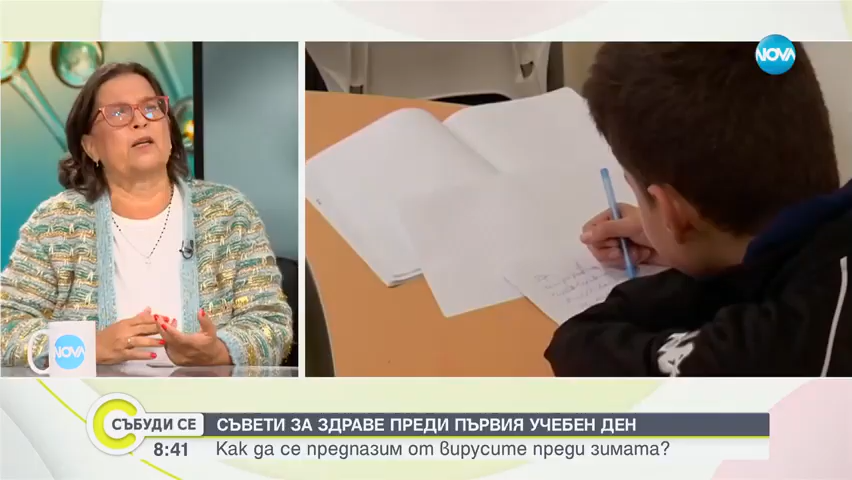 NOVA
NOVA
СЪБУДИ СЕ
8:41
СЪВЕТИ ЗА ЗДРАВЕ ПРЕДИ ПЪРВИЯ УЧЕБЕН ДЕН
Как да се предпазим от вирусите преди зимата?